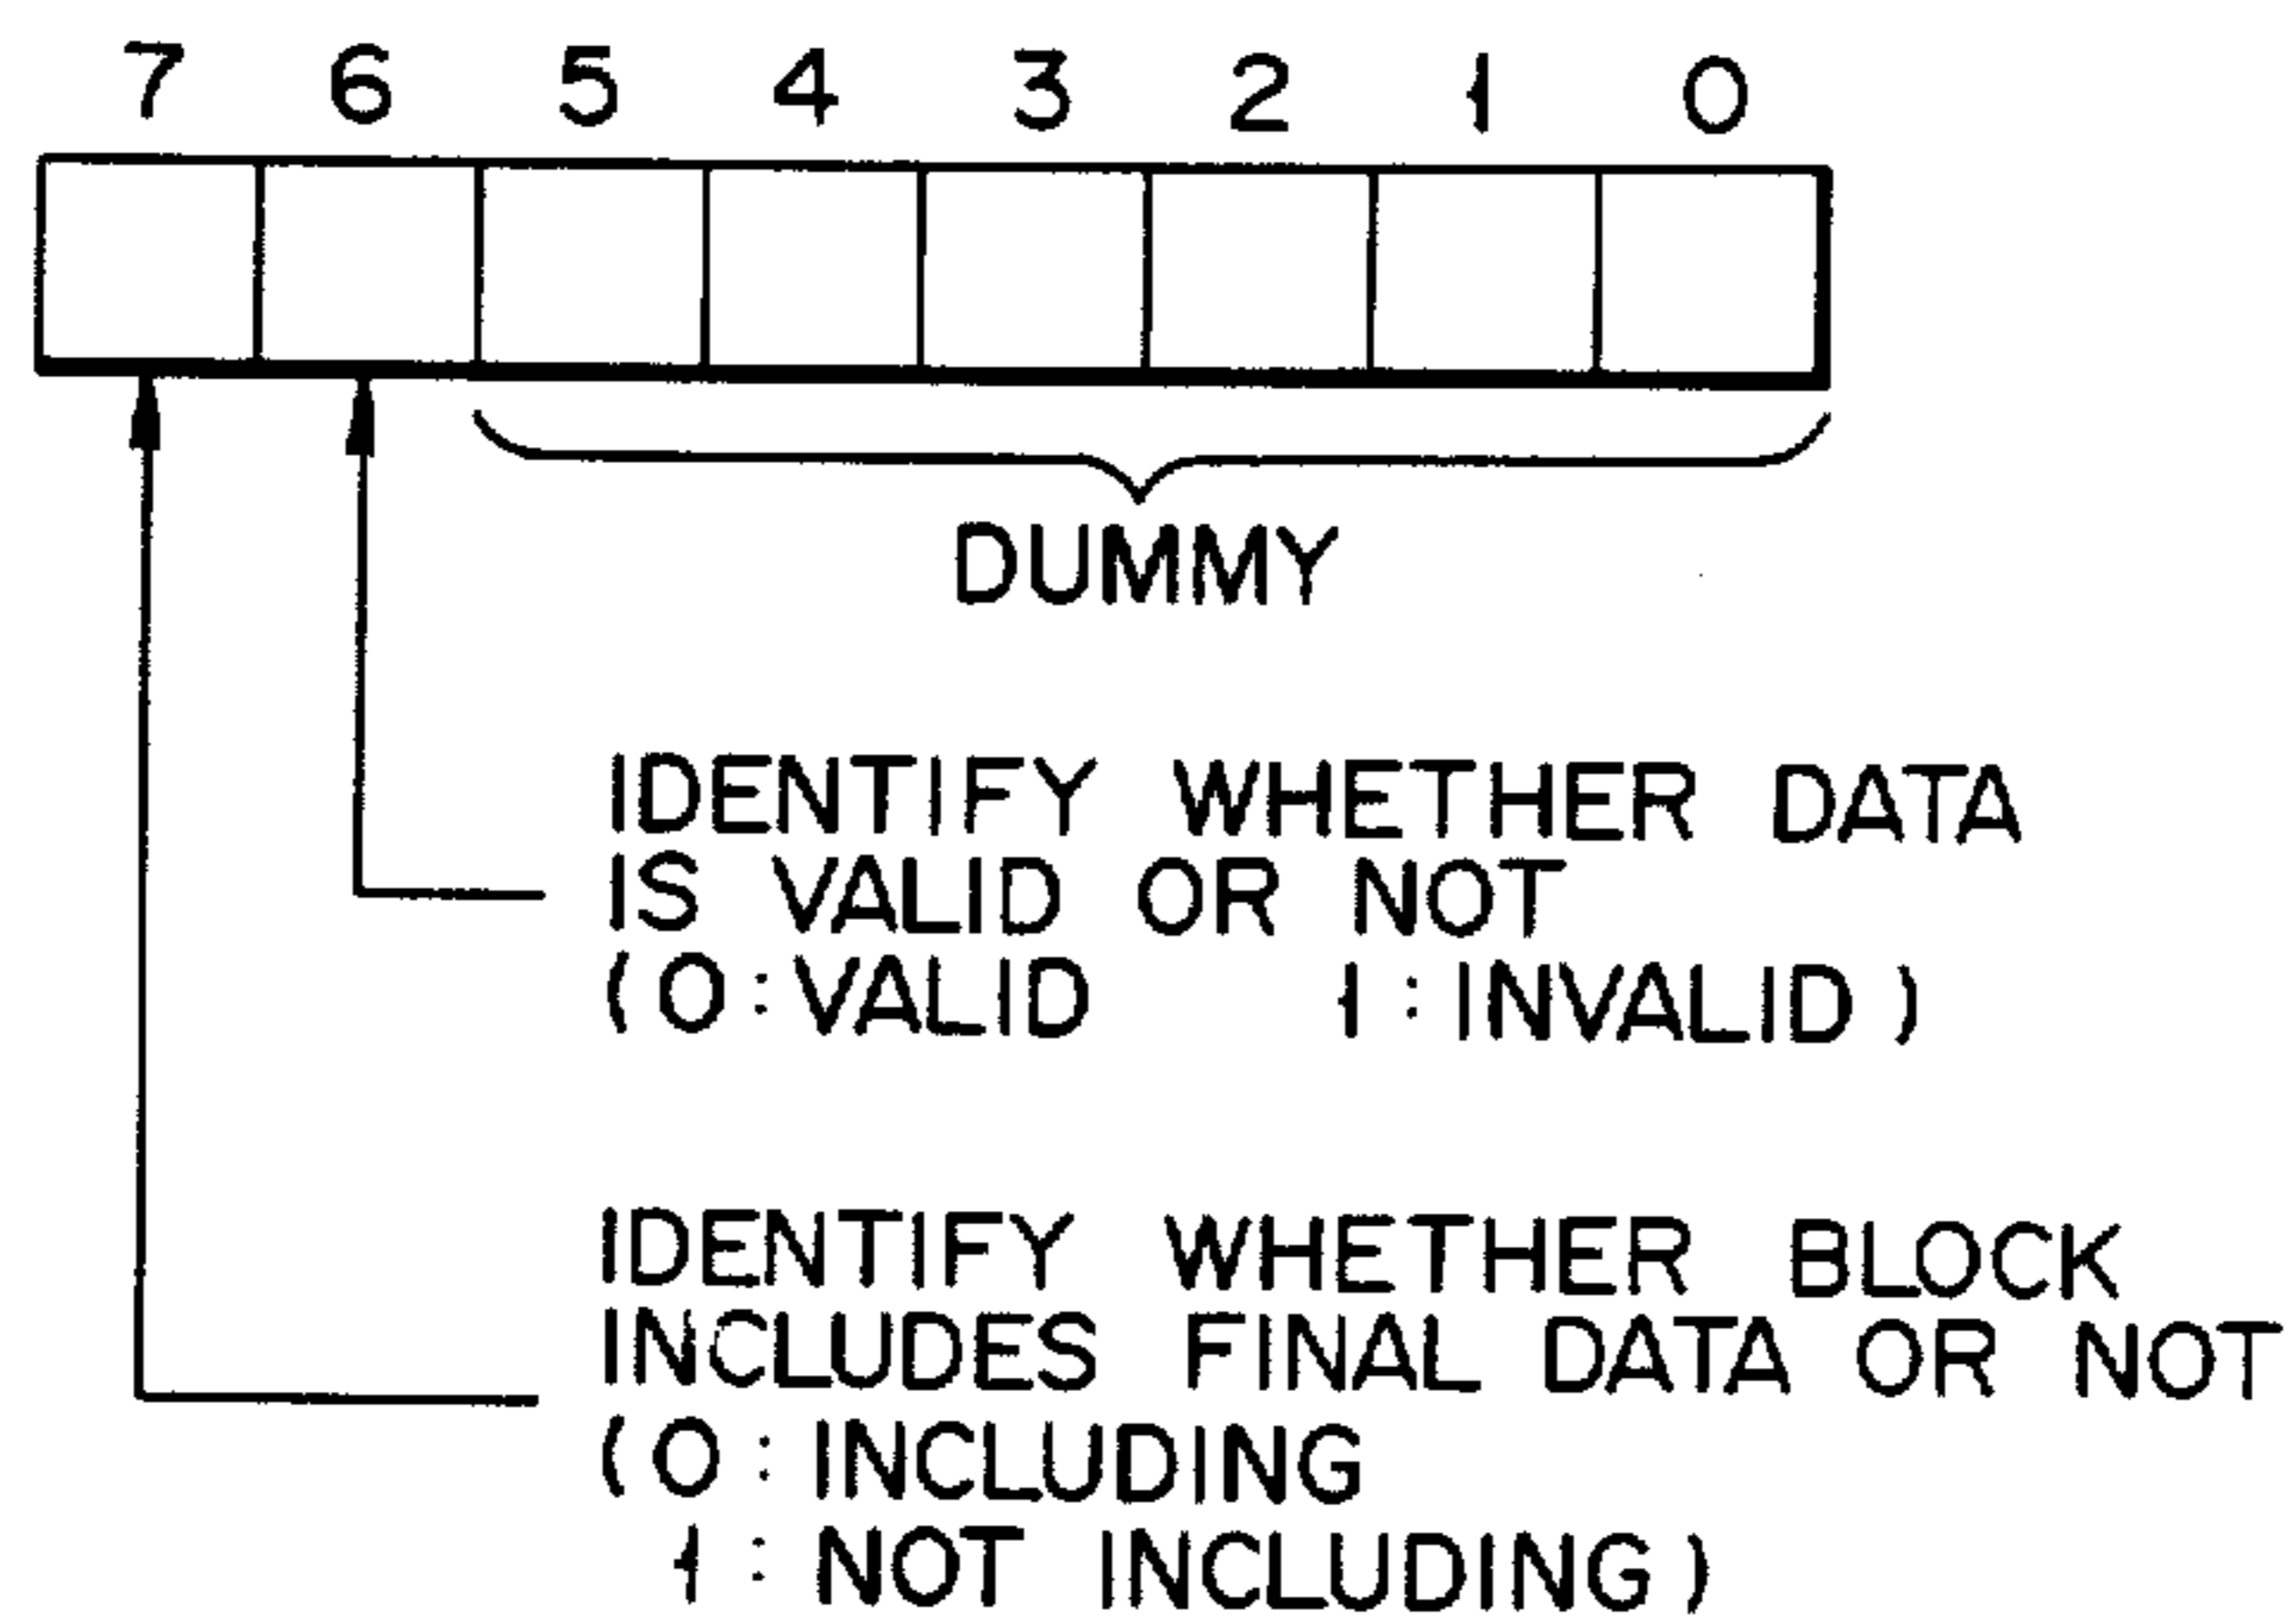 7 6 5 4 3 2 1 0
DUMMY
IDENTIFY WHETHER DATA
IS VALID OR NOT
(0: VALID 1: INVALID)
IDENTIFY WHETHER BLOCK
INCLUDES FINAL DATA OR NOT
(0: INCLUDING
1: NOT INCLUDING)